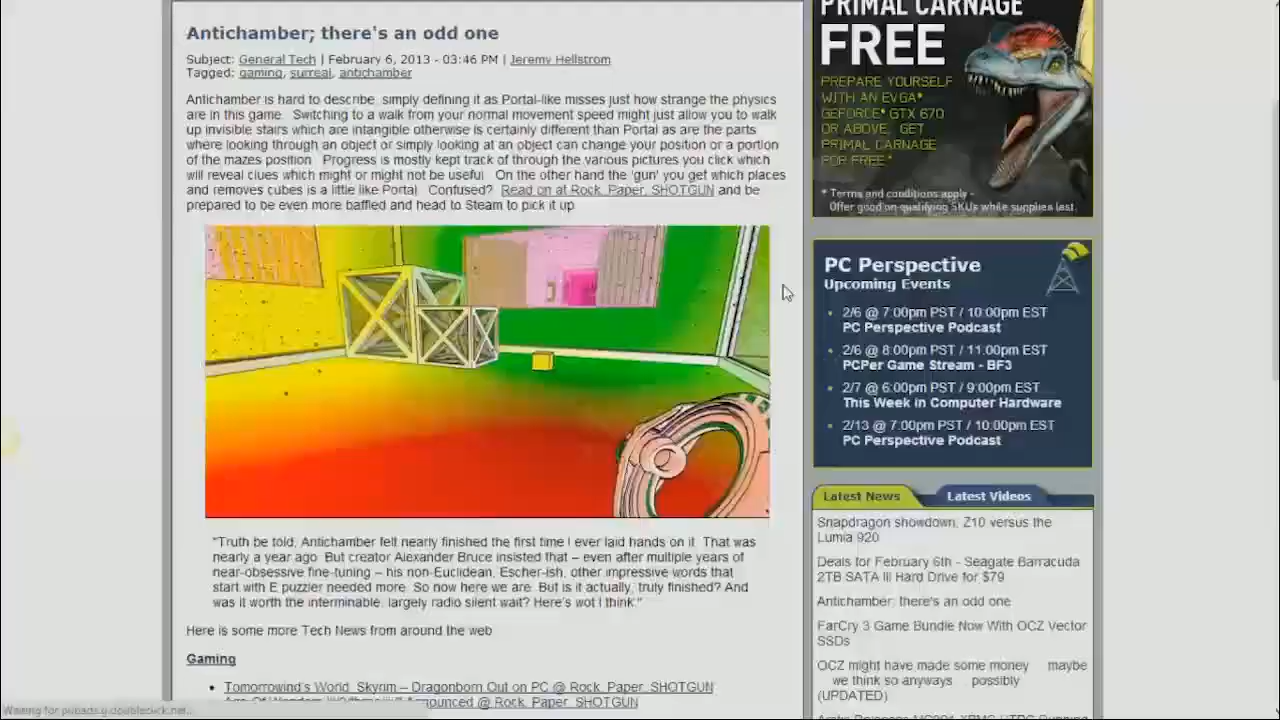 Antichamber; there's an odd one
Subject: General Tech | February 6, 2013 - 03:46 PM | Jeremy Hellstrom
Tagged: gaming, surreal, antichamber
Antichamber is hard to describe, simply defining it as Portal-like misses just how strange the physics
are in this game. Switching to a walk from your normal movement speed might just allow you to walk
up invisible stairs which are intangible otherwise is certainly different than Portal as are the parts
where looking through an object or simply looking at an object can change your position or a portion
of the mazes position. Progress is mostly kept track of through the various pictures you click which
will reveal clues which might or might not be useful. On the other hand the 'gun' you get which places
and removes cubes is a little like Portal. Confused? Read on at Rock, Paper, SHOTGUN and be
prepared to be even more baffled and head to Steam to pick it up.
"Truth be told, Antichamber felt nearly finished the first time I ever laid hands on it. That was
nearly a year ago. But creator Alexander Bruce insisted that – even after multiple years of
near-obsessive fine-tuning – his non-Euclidean, Escher-ish, other impressive words that
start with E puzzler needed more. So now here we are. But is it actually, truly finished? And
was it worth the interminable, largely radio silent wait? Here's wot I think."
Here is some more Tech News from around the web
Gaming
• Tomorrowind's World: Skyrim – Dragonborn Out on PC @ Rock, Paper, SHOTGUN
Announced @ Rock, Paper, SHOTGUN
Waiting for pubads.g.doubleclick.net...
PRIMAL CARNAGE
FREE
PREPARE YOURSELF
WITH AN EVGA*
GEFORCE* GTX 670
OR ABOVE, GET
PRIMAL CARNAGE
FOR FREE*
* Terms and conditions apply -
Offer good on qualifying SKUs while supplies last.
PC Perspective
Upcoming Events
• 2/6 @ 7:00pm PST / 10:00pm EST
PC Perspective Podcast
• 2/6 @ 8:00pm PST / 11:00pm EST
PCPer Game Stream - BF3
• 2/7 @ 6:00pm PST / 9:00pm EST
This Week in Computer Hardware
• 2/13 @ 7:00pm PST / 10:00pm EST
PC Perspective Podcast
Latest News
Latest Videos
Snapdragon showdown, Z10 versus the
Lumia 920
Deals for February 6th - Seagate Barracuda
2TB SATA III Hard Drive for $79
Antichamber; there's an odd one
FarCry 3 Game Bundle Now With OCZ Vector
SSDs
OCZ might have made some money... maybe
... we think so anyways ... possibly
(UPDATED)